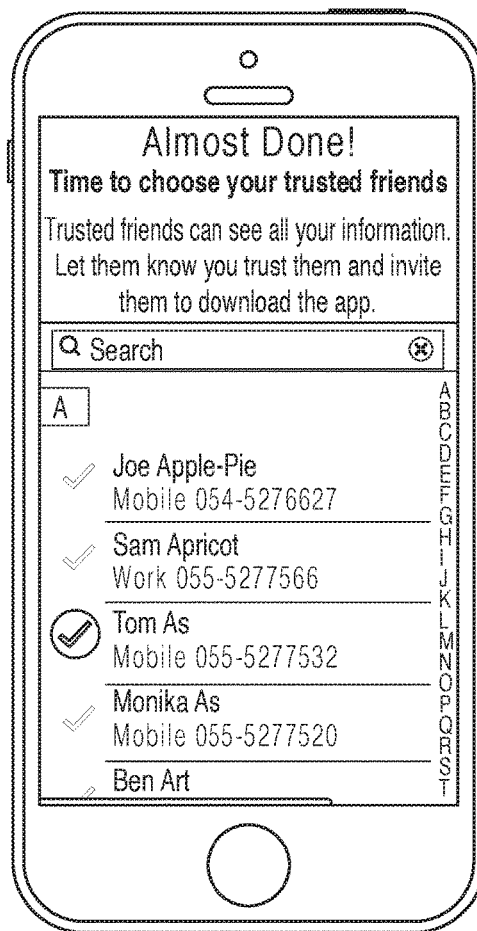 Almost Done!
Time to choose your trusted friends
Trusted friends can see all your information.
Let them know you trust them and invite
them to download the app.
Search
A
Joe Apple-Pie
Mobile 054-5276627
Sam Apricot
Work 055-5277566
Tom As
Mobile 055-5277532
Monika As
Mobile 055-5277520
Ben Art
A
B
C
D
E
F
G
H
I
J
K
L
M
N
O
P
Q
R
S
T